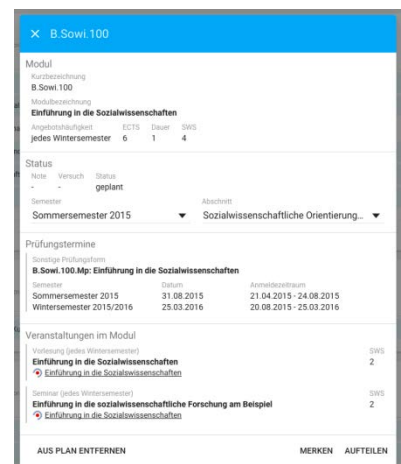 B.Sowi.100
Modul
Kurzbezeichnung
B.Sowi.100
Modulbezeichnung
Einführung in die Sozialwissenschaften
Angebotshäufigkeit ECTS Dauer SWS
jedes Wintersemester 6 1 4
Status
Note Versuch Status
- - geplant
Semester Abschnitt
Sommersemester 2015 Sozialwissenschaftliche Orientierung...
Prüfungstermine
Sonstige Prüfungsform
B.Sowi.100.Mp: Einführung in die Sozialwissenschaften
Semester Datum Anmeldezeitraum
Sommersemester 2015 31.08.2015 21.04.2015 - 24.08.2015
Wintersemester 2015/2016 25.03.2016 20.08.2015 - 25.03.2016
Veranstaltungen im Modul
Vorlesung (jedes Wintersemester) SWS
Einführung in die Sozialwissenschaften 2
Einführung in die Sozialswissenschaften
Seminar (jedes Wintersemester) SWS
Einführung in die sozialwissenschaftliche Forschung am Beispiel 2
Einführung in die Sozialswissenschaften
AUS PLAN ENTFERNEN MERKEN AUFTEILEN